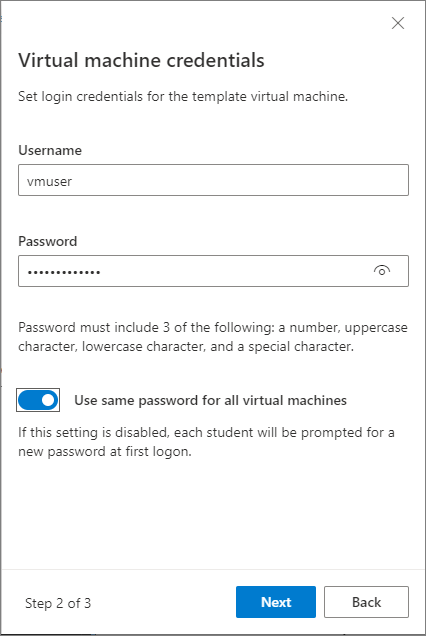 Virtual machine credentials
Set login credentials for the template virtual machine.
Username
vmuser
Password
•••••••••••••
Password must include 3 of the following: a number, uppercase
character, lowercase character, and a special character.
Use same password for all virtual machines
If this setting is disabled, each student will be prompted for a
new password at first logon.
Step 2 of 3
Next
Back